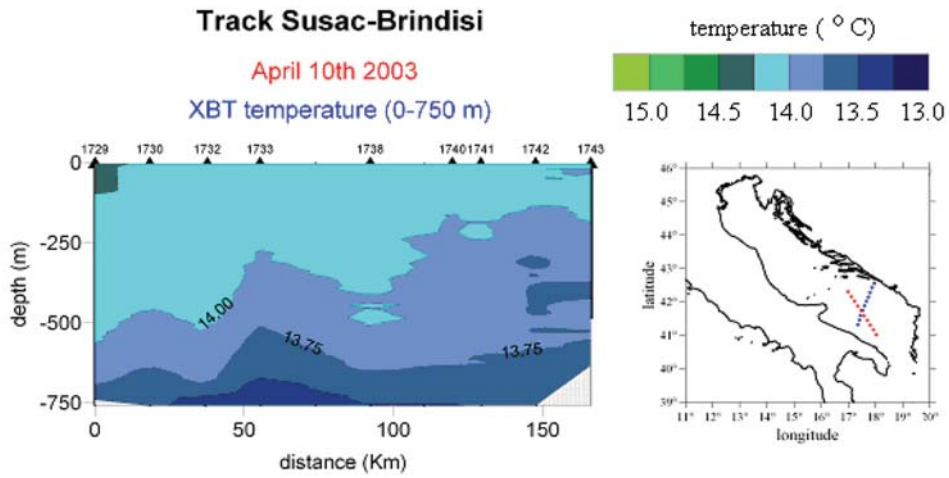 Track Susac-Brindisi
April 10th 2003
XBT temperature (0-750 m)
temperature ( ° C)
15.0 14.5 14.0 13.5 13.0
1729 1730 1732 1733 1738 1740 1741 1742 1743
0
-250
-500
-750
depth (m)
14.00
13.75
13.75
0 50 100 150
distance (Km)
46°
45°
44°
43°
42°
41°
40°
39°
latitude
11° 12° 13° 14° 15° 16° 17° 18° 19° 20°
longitude